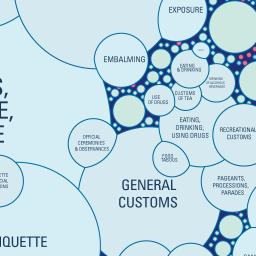 EXPOSURE
EMBALMING
EATING
& DRINKING
DRINKING
OF ALCOHOLIC
BEVERAGES
USE
OF DRUGS
CUSTOMS
OF TEA
S,
E,
E
OFFICIAL
CEREMONIES
& OBSERVANCES
EATING,
DRINKING,
USING DRUGS
RECREATIONAL
CUSTOMS
FOOD
TABOOS
GENERAL
CUSTOMS
PAGEANTS,
PROCESSIONS,
PARADES
IQUETTE